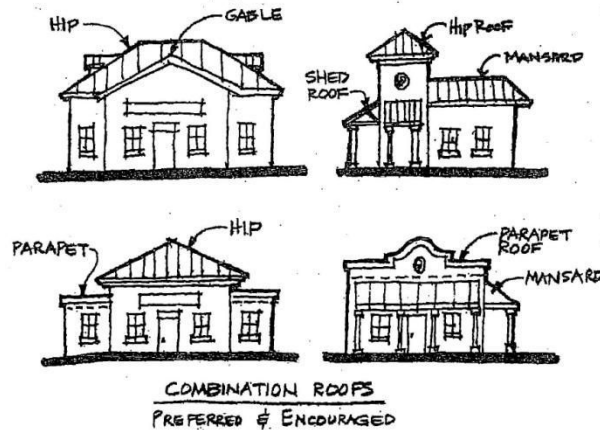 HIP
GABLE
HIP ROOF
MANSARD
SHED
ROOF
PARAPET
HIP
PARAPET
ROOF
MANSARD
COMBINATION ROOFS
PREFERRED & ENCOURAGED